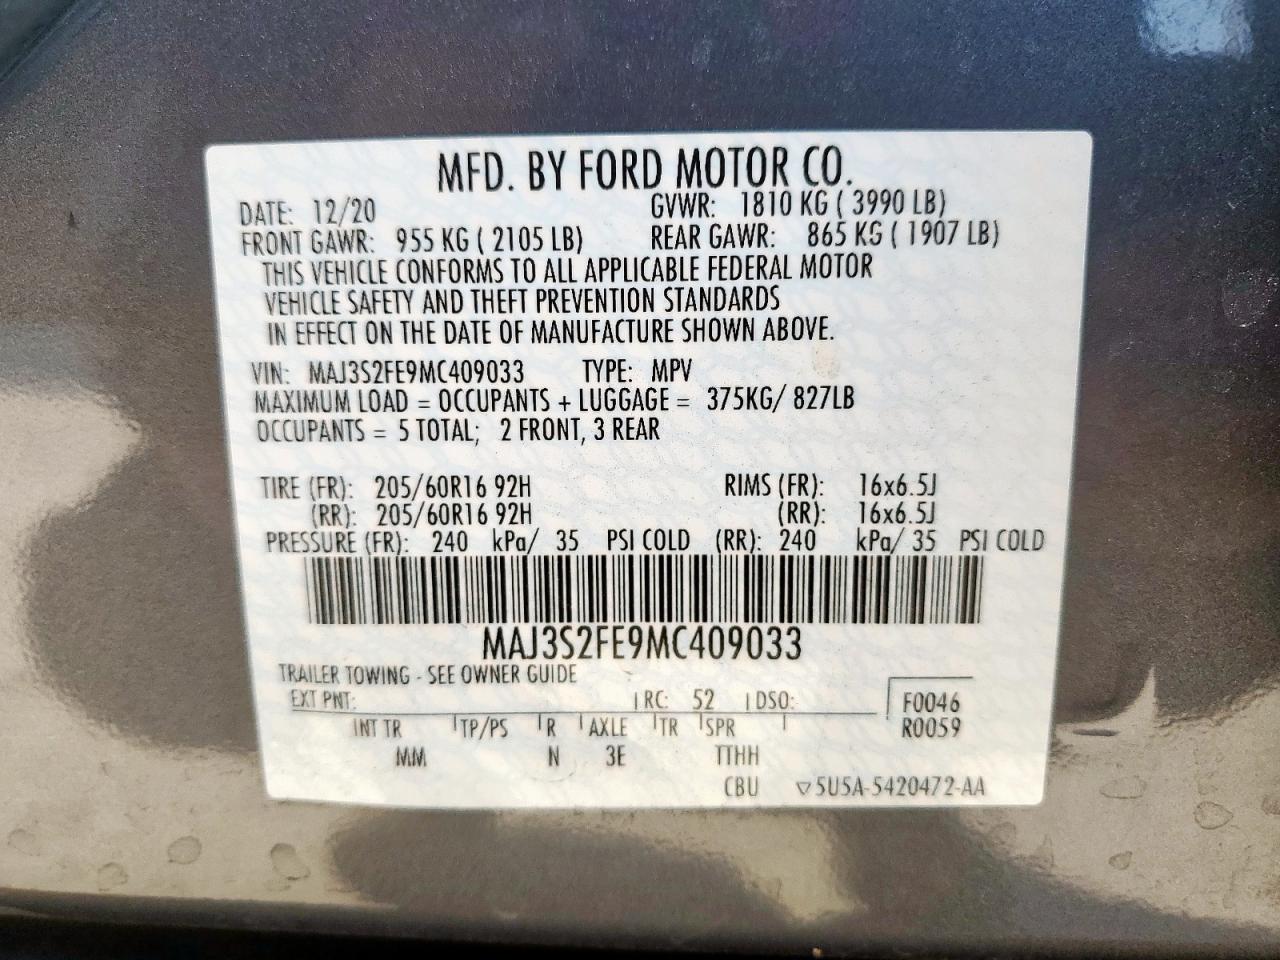 MFD. BY FORD MOTOR CO.
DATE: 12/20 GVWR: 1810 KG ( 3990 LB)
FRONT GAWR: 955 KG ( 2105 LB) REAR GAWR: 865 KG ( 1907 LB)
THIS VEHICLE CONFORMS TO ALL APPLICABLE FEDERAL MOTOR
VEHICLE SAFETY AND THEFT PREVENTION STANDARDS
IN EFFECT ON THE DATE OF MANUFACTURE SHOWN ABOVE.
VIN: MAJ3S2FE9MC409033 TYPE: MPV
MAXIMUM LOAD = OCCUPANTS + LUGGAGE = 375KG/ 827LB
OCCUPANTS = 5 TOTAL; 2 FRONT, 3 REAR
TIRE (FR): 205/60R16 92H RIMS (FR): 16x6.5J
(RR): 205/60R16 92H (RR): 16x6.5J
PRESSURE (FR): 240 kPa/ 35 PSI COLD (RR): 240 kPa/ 35 PSI COLD
MAJ3S2FE9MC409033
TRAILER TOWING - SEE OWNER GUIDE
EXT PNT: RC: 52 DSO: F0046
INT TR TP/PS R AXLE TR SPR R0059
MM N 3E TTHH
CBU ▽5U5A-5420472-AA